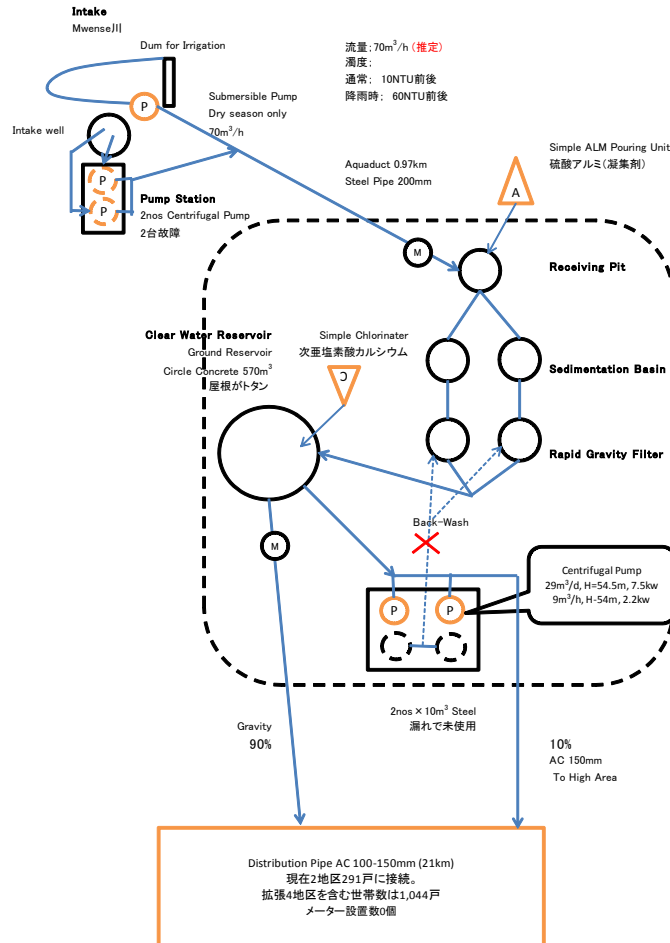 Intake
Mwense川
Dum for Irrigation
流量;70m³/h (推定)
濁度;
通常; 10NTU前後
降雨時; 60NTU前後
P
Submersible Pump
Dry season only
70m³/h
Intake well
P
P
Pump Station
2nos Centrifugal Pump
2台故障
Aquaduct 0.97km
Steel Pipe 200mm
Simple ALM Pouring Unit
硫酸アルミ(凝集剤)
A
M
Receiving Pit
Clear Water Reservoir
Ground Reservoir
Circle Concrete 570m³
屋根がトタン
Simple Chlorinater
次亜塩素酸カルシウム
C
Sedimentation Basin
Rapid Gravity Filter
Back-Wash
M
Centrifugal Pump
29m³/d, H=54.5m, 7.5kw
9m³/h, H-54m, 2.2kw
P
P
2nos×10m³ Steel
漏れで未使用
Gravity
90%
10%
AC 150mm
To High Area
Distribution Pipe AC 100-150mm (21km)
現在2地区291戸に接続。
拡張4地区を含む世帯数は1,044戸
メーター設置数0個